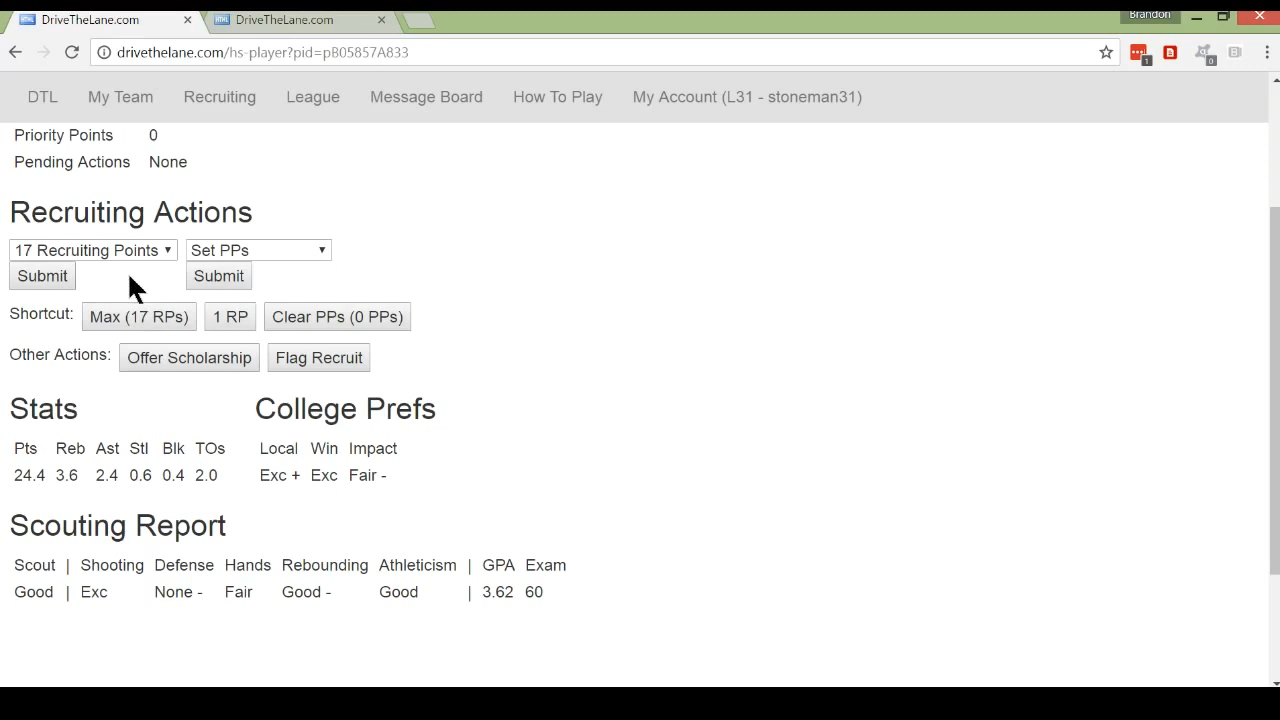 DriveTheLane.com DriveTheLane.com Brandon
drivethelane.com/hs-player?pid=pB05857A833 1 0
DTL My Team Recruiting League Message Board How To Play My Account (L31 - stoneman31)
Priority Points 0
Pending Actions None
Recruiting Actions
17 Recruiting Points Set PPs
Submit Submit
Shortcut: Max (17 RPs) 1 RP Clear PPs (0 PPs)
Other Actions: Offer Scholarship Flag Recruit
Stats College Prefs
Pts Reb Ast Stl Blk TOs Local Win Impact
24.4 3.6 2.4 0.6 0.4 2.0 Exc + Exc Fair -
Scouting Report
Scout | Shooting Defense Hands Rebounding Athleticism | GPA Exam
Good | Exc None - Fair Good - Good | 3.62 60